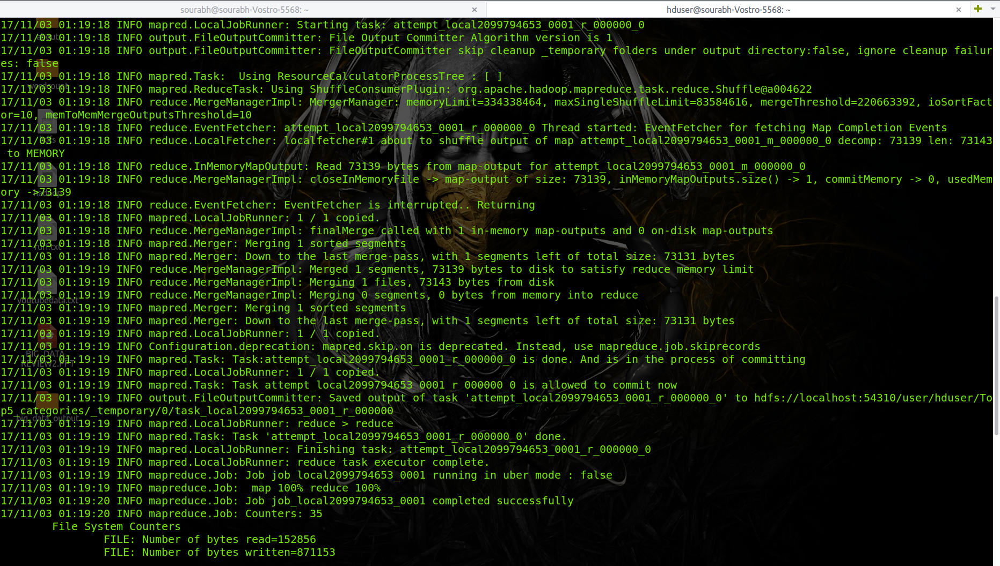 sourabh@sourabh-Vostro-5568: ~
hduser@sourabh-Vostro-5568: ~
17/11/03 01:19:18 INFO mapred.LocalJobRunner: Starting task: attempt_local2099794653_0001_r_000000_0
17/11/03 01:19:18 INFO output.FileOutputCommitter: File Output Committer Algorithm version is 1
17/11/03 01:19:18 INFO output.FileOutputCommitter: FileOutputCommitter skip cleanup _temporary folders under output directory:false, ignore cleanup failur
es: false
17/11/03 01:19:18 INFO mapred.Task:  Using ResourceCalculatorProcessTree : [ ]
17/11/03 01:19:18 INFO mapred.ReduceTask: Using ShuffleConsumerPlugin: org.apache.hadoop.mapreduce.task.reduce.Shuffle@a004622
17/11/03 01:19:18 INFO reduce.MergeManagerImpl: MergerManager: memoryLimit=334338464, maxSingleShuffleLimit=83584616, mergeThreshold=220663392, ioSortFact
or=10, memToMemMergeOutputsThreshold=10
17/11/03 01:19:18 INFO reduce.EventFetcher: attempt_local2099794653_0001_r_000000_0 Thread started: EventFetcher for fetching Map Completion Events
17/11/03 01:19:18 INFO reduce.LocalFetcher: localfetcher#1 about to shuffle output of map attempt_local2099794653_0001_m_000000_0 decomp: 73139 len: 73143
 to MEMORY
17/11/03 01:19:18 INFO reduce.InMemoryMapOutput: Read 73139 bytes from map-output for attempt_local2099794653_0001_m_000000_0
17/11/03 01:19:18 INFO reduce.MergeManagerImpl: closeInMemoryFile -> map-output of size: 73139, inMemoryMapOutputs.size() -> 1, commitMemory -> 0, usedMem
ory ->73139
17/11/03 01:19:18 INFO reduce.EventFetcher: EventFetcher is interrupted.. Returning
17/11/03 01:19:18 INFO mapred.LocalJobRunner: 1 / 1 copied.
17/11/03 01:19:18 INFO reduce.MergeManagerImpl: finalMerge called with 1 in-memory map-outputs and 0 on-disk map-outputs
17/11/03 01:19:18 INFO mapred.Merger: Merging 1 sorted segments
17/11/03 01:19:18 INFO mapred.Merger: Down to the last merge-pass, with 1 segments left of total size: 73131 bytes
17/11/03 01:19:19 INFO reduce.MergeManagerImpl: Merged 1 segments, 73139 bytes to disk to satisfy reduce memory limit
17/11/03 01:19:19 INFO reduce.MergeManagerImpl: Merging 1 files, 73143 bytes from disk
17/11/03 01:19:19 INFO reduce.MergeManagerImpl: Merging 0 segments, 0 bytes from memory into reduce
17/11/03 01:19:19 INFO mapred.Merger: Merging 1 sorted segments
17/11/03 01:19:19 INFO mapred.Merger: Down to the last merge-pass, with 1 segments left of total size: 73131 bytes
17/11/03 01:19:19 INFO mapred.LocalJobRunner: 1 / 1 copied.
17/11/03 01:19:19 INFO Configuration.deprecation: mapred.skip.on is deprecated. Instead, use mapreduce.job.skiprecords
17/11/03 01:19:19 INFO mapred.Task: Task:attempt_local2099794653_0001_r_000000_0 is done. And is in the process of committing
17/11/03 01:19:19 INFO mapred.LocalJobRunner: 1 / 1 copied.
17/11/03 01:19:19 INFO mapred.Task: Task attempt_local2099794653_0001_r_000000_0 is allowed to commit now
17/11/03 01:19:19 INFO output.FileOutputCommitter: Saved output of task 'attempt_local2099794653_0001_r_000000_0' to hdfs://localhost:54310/user/hduser/To
p5_categories/_temporary/0/task_local2099794653_0001_r_000000
17/11/03 01:19:19 INFO mapred.LocalJobRunner: reduce > reduce
17/11/03 01:19:19 INFO mapred.Task: Task 'attempt_local2099794653_0001_r_000000_0' done.
17/11/03 01:19:19 INFO mapred.LocalJobRunner: Finishing task: attempt_local2099794653_0001_r_000000_0
17/11/03 01:19:19 INFO mapred.LocalJobRunner: reduce task executor complete.
17/11/03 01:19:19 INFO mapreduce.Job: Job job_local2099794653_0001 running in uber mode : false
17/11/03 01:19:19 INFO mapreduce.Job:  map 100% reduce 100%
17/11/03 01:19:20 INFO mapreduce.Job: Job job_local2099794653_0001 completed successfully
17/11/03 01:19:20 INFO mapreduce.Job: Counters: 35
File System Counters
FILE: Number of bytes read=152856
FILE: Number of bytes written=871153
wordcount
hadoop
run.txt
youtubedata.txt
BIG_DATA_
REVIEW2.PPT
big_data_output